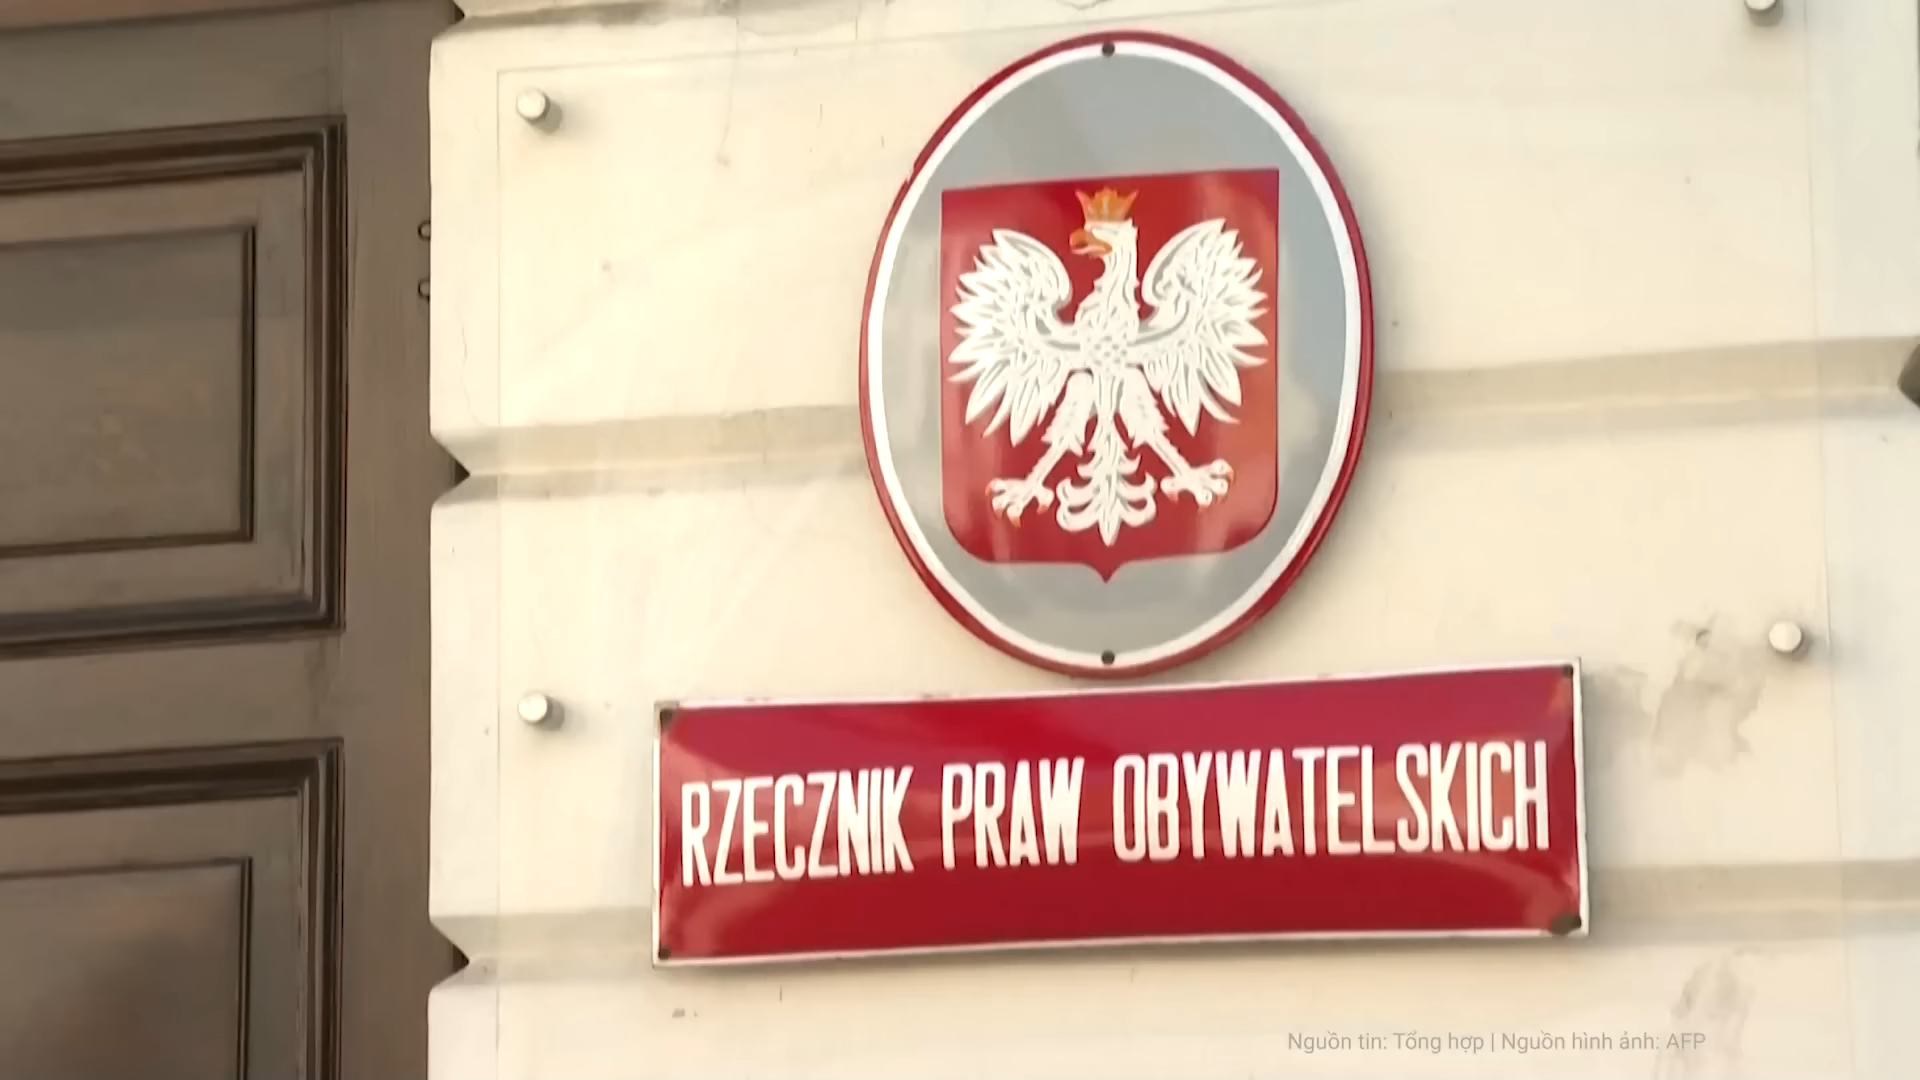 RZECZNIK PRAW OBYWATELSKICH
Nguồn tin: Tổng hợp | Nguồn hình ảnh: AFP